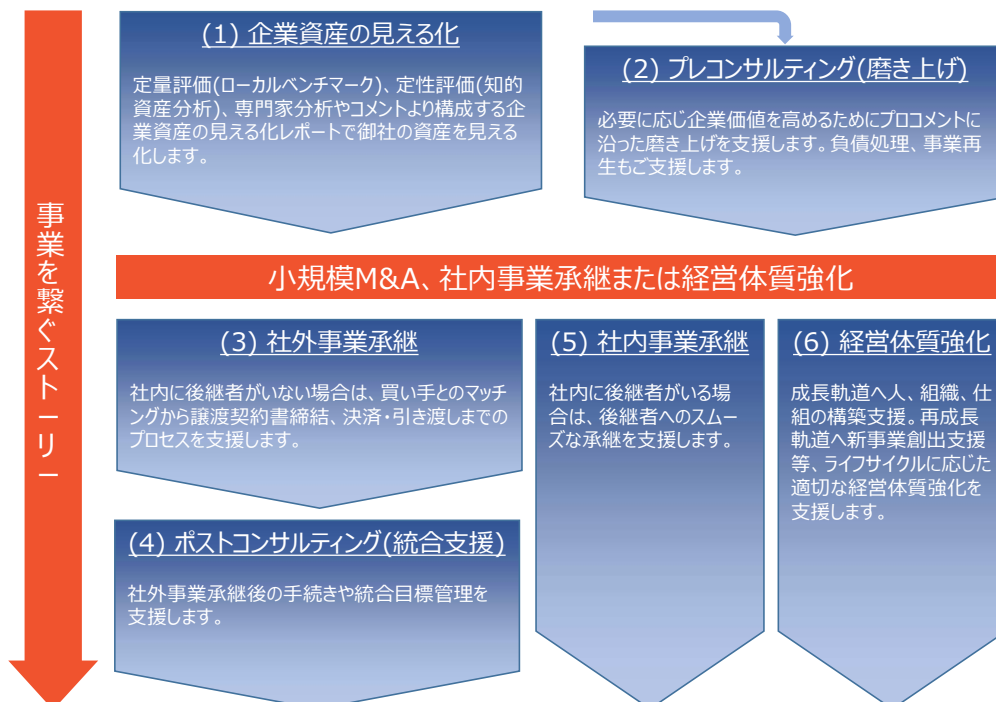 事業を繋ぐストーリー
(1) 企業資産の見える化
定量評価(ローカルベンチマーク)、定性評価(知的
資産分析)、専門家分析やコメントより構成する企
業資産の見える化レポートで御社の資産を見える
化します。
(2) プレコンサルティング(磨き上げ)
必要に応じ企業価値を高めるためにプロコメントに
沿った磨き上げを支援します。負債処理、事業再
生もご支援します。
小規模M&A、社内事業承継または経営体質強化
(3) 社外事業承継
社内に後継者がいない場合は、買い手とのマッチ
ングから譲渡契約書締結、決済・引き渡しまでの
プロセスを支援します。
(4) ポストコンサルティング(統合支援)
社外事業承継後の手続きや統合目標管理を
支援します。
(5) 社内事業承継
社内に後継者がいる場
合は、後継者へのスムー
ズな承継を支援します。
(6) 経営体質強化
成長軌道へ人、組織、仕
組の構築支援。再成長
軌道へ新事業創出支援
等、ライフサイクルに応じた
適切な経営体質強化を
支援します。